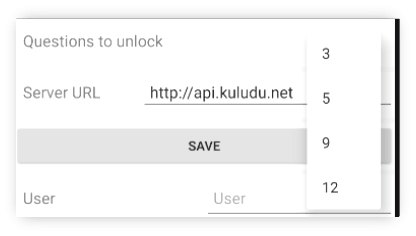 Questions to unlock
3
Server URL
http://api.kuludu.net
5
SAVE
9
12
User
User